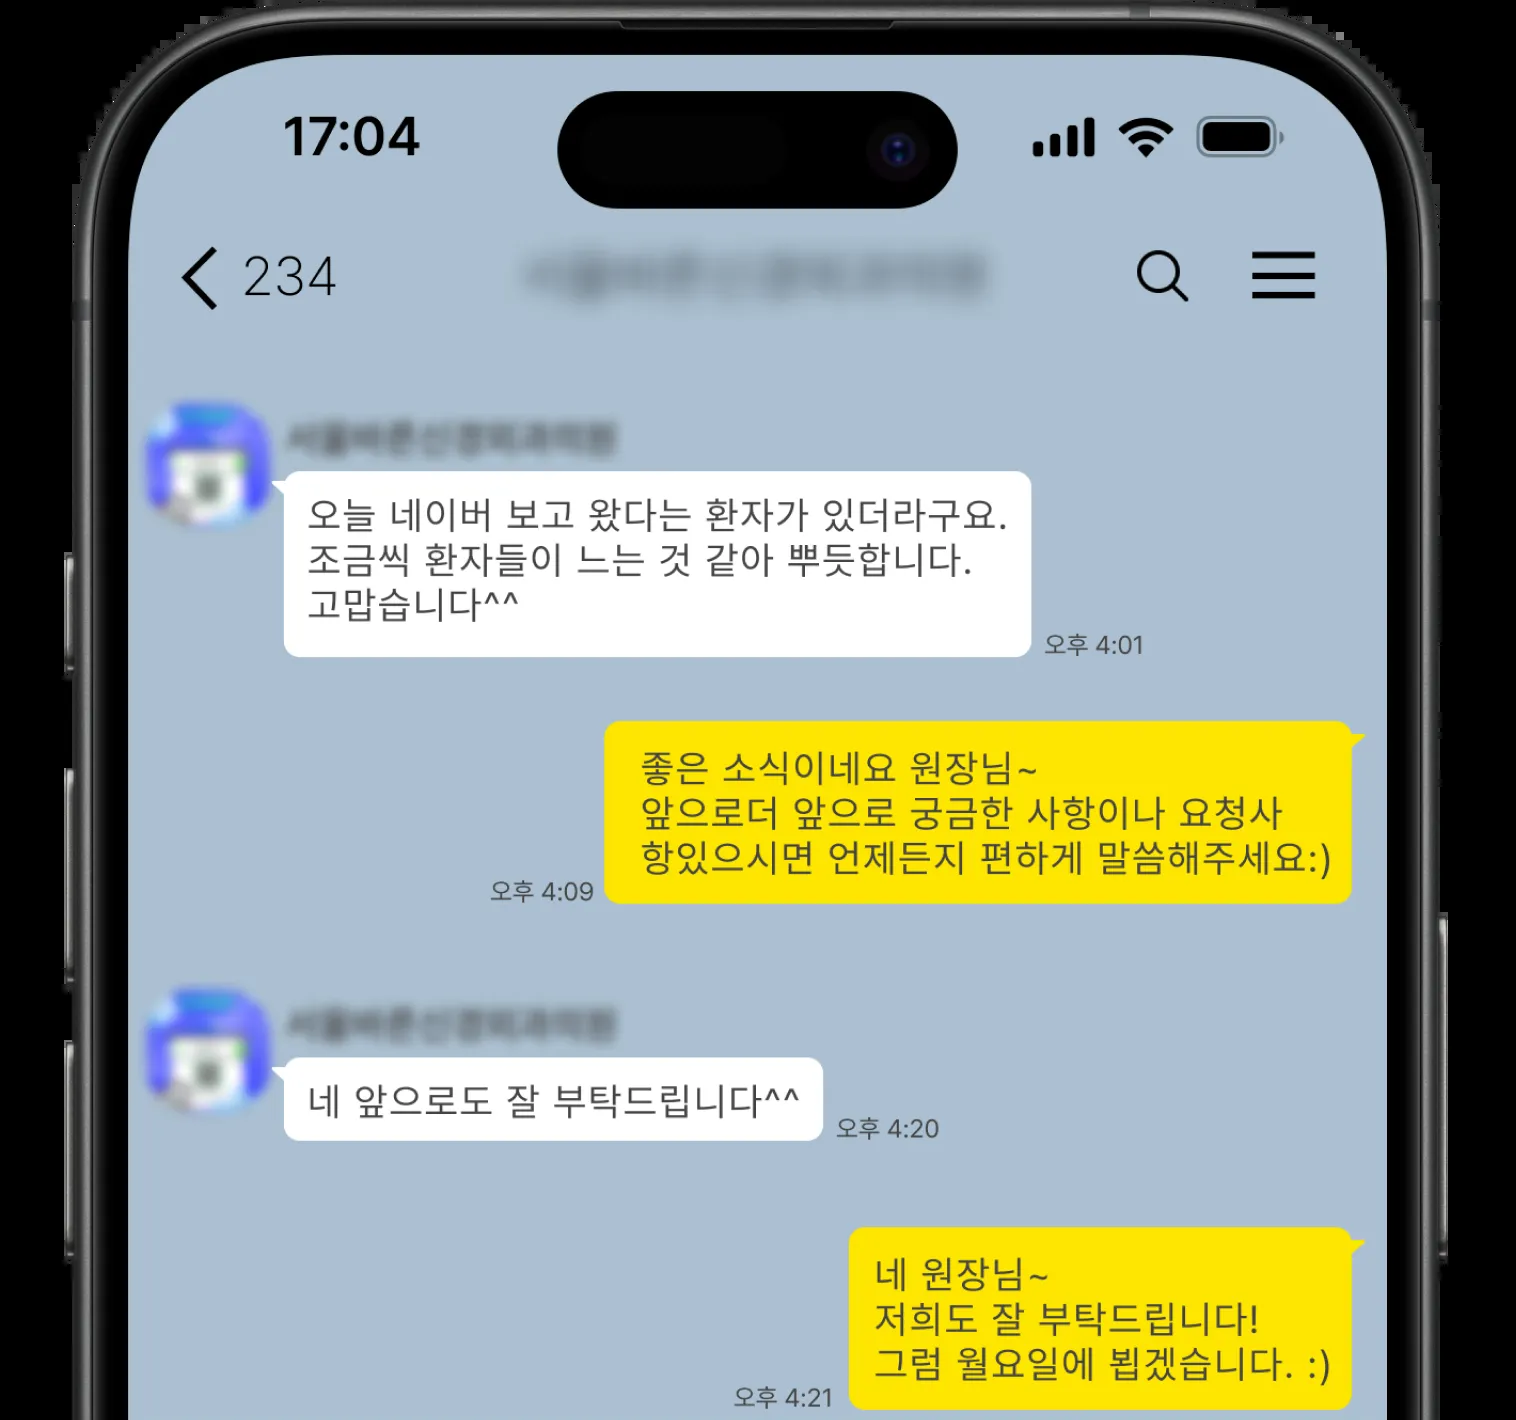 17:04
234
오늘 네이버 보고 왔다는 환자가 있더라구요.
조금씩 환자들이 느는 것 같아 뿌듯합니다.
고맙습니다^^
오후 4:01
좋은 소식이네요 원장님~
앞으로더 앞으로 궁금한 사항이나 요청사
항있으시면 언제든지 편하게 말씀해주세요:)
오후 4:09
네 앞으로도 잘 부탁드립니다^^
오후 4:20
네 원장님~
저희도 잘 부탁드립니다!
그럼 월요일에 뵙겠습니다. :)
오후 4:21